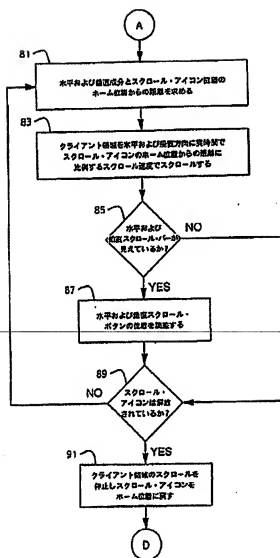 A
81
水平および垂直成分とスクロール・アイコン位置の
ホーム位置からの距離を求める
83
クライアント領域を水平および垂直方向に実時間で
スクロール・アイコンのホーム位置からの距離に
比例するスクロール速度でスクロールする
85
水平および
垂直スクロール・バーが
見えているか?
NO
YES
87
水平および垂直スクロール・
ボタンの位置を調整する
89
スクロール・
アイコンは解放
されているか?
NO
YES
91
クライアント領域のスクロールを
停止しスクロール・アイコンを
ホーム位置に戻す
D